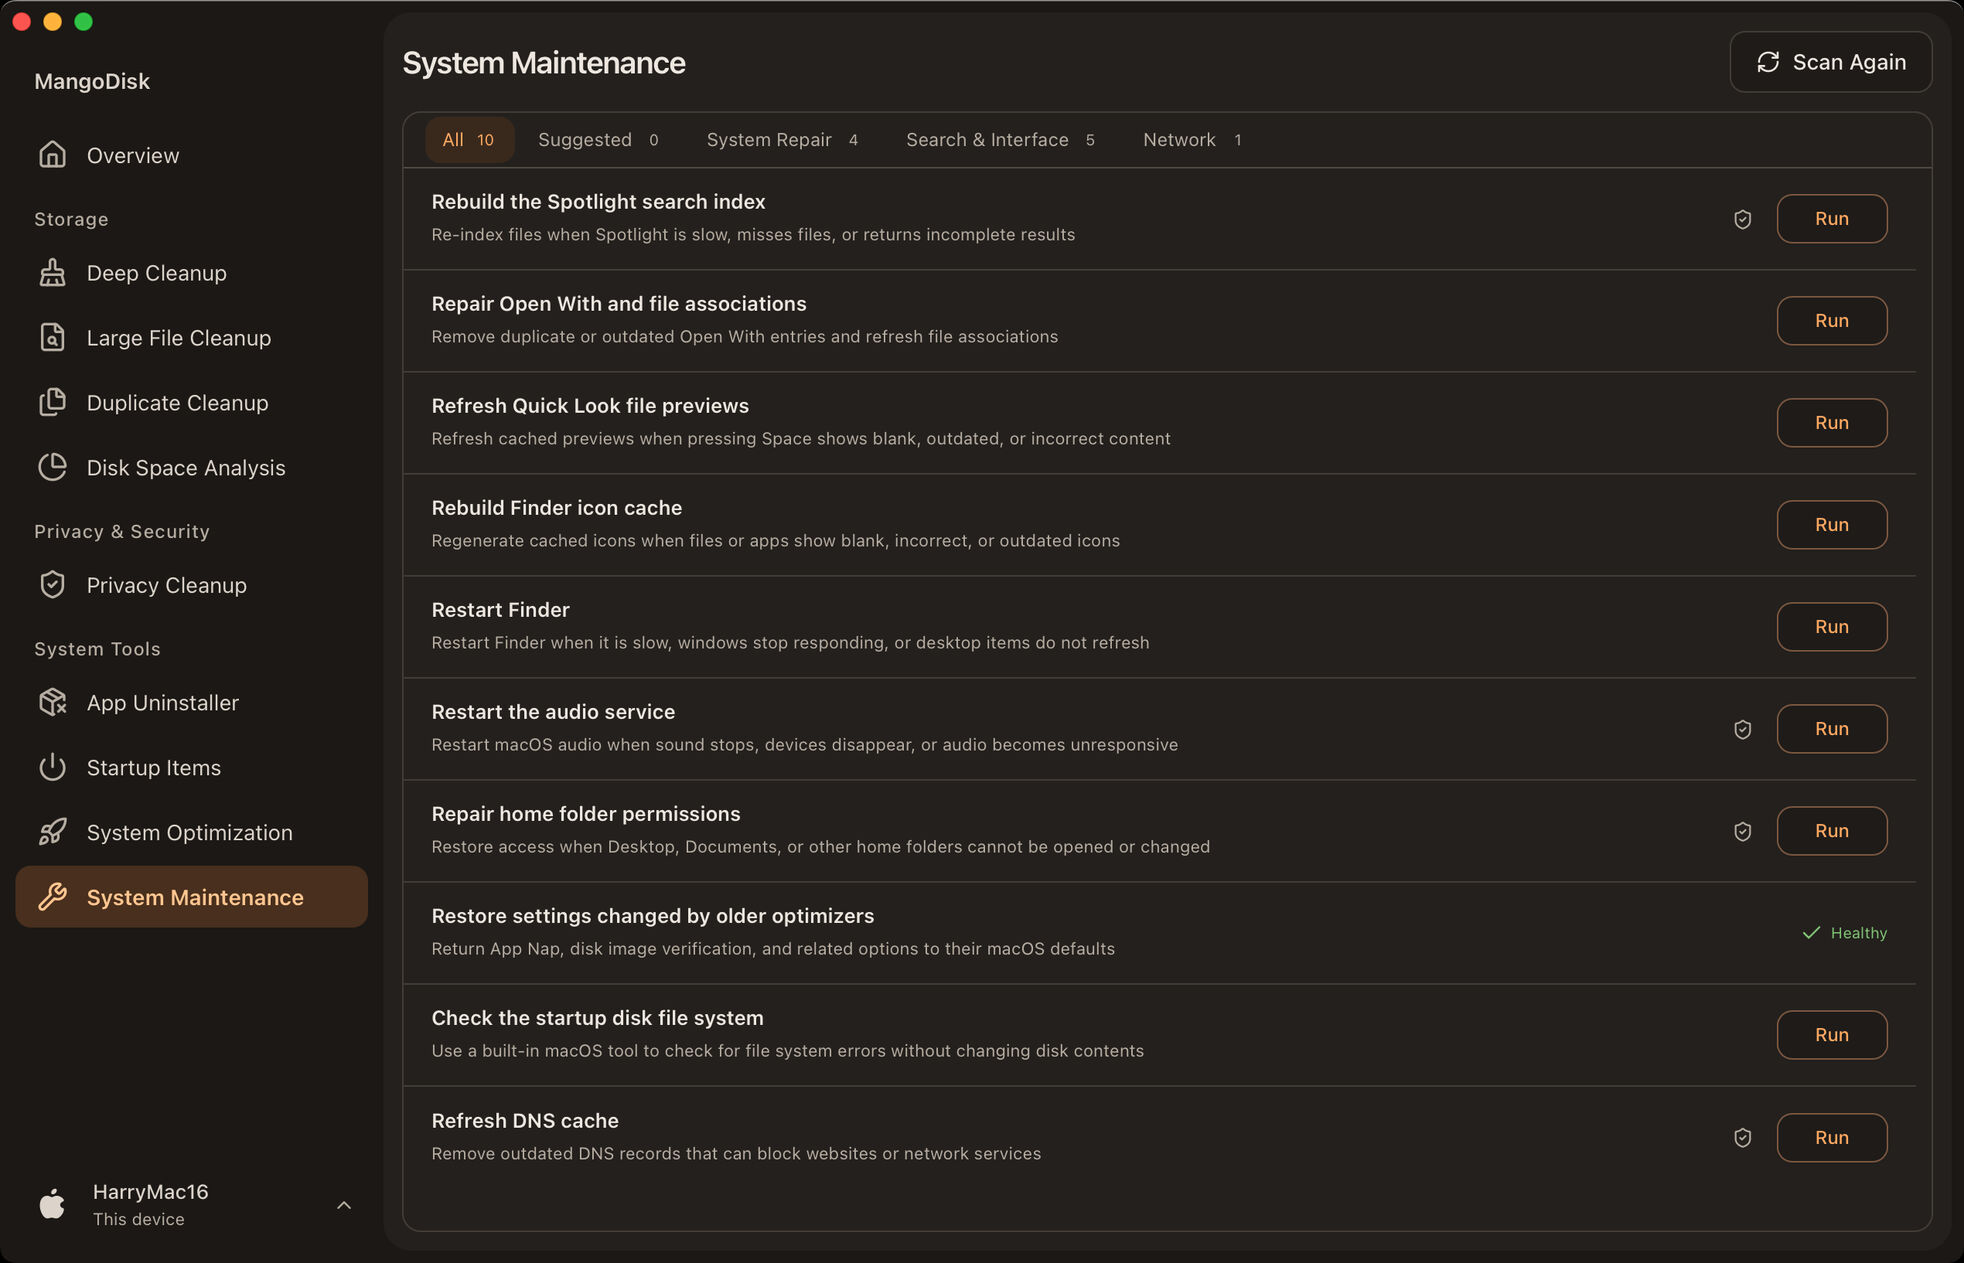 MangoDisk
Overview
Storage
Deep Cleanup
Large File Cleanup
Duplicate Cleanup
Disk Space Analysis
Privacy & Security
Privacy Cleanup
System Tools
App Uninstaller
Startup Items
System Optimization
System Maintenance
HarryMac16
This device
System Maintenance
Scan Again
All 10 Suggested 0 System Repair 4 Search & Interface 5 Network 1
Rebuild the Spotlight search index
Re-index files when Spotlight is slow, misses files, or returns incomplete results
Run
Repair Open With and file associations
Remove duplicate or outdated Open With entries and refresh file associations
Run
Refresh Quick Look file previews
Refresh cached previews when pressing Space shows blank, outdated, or incorrect content
Run
Rebuild Finder icon cache
Regenerate cached icons when files or apps show blank, incorrect, or outdated icons
Run
Restart Finder
Restart Finder when it is slow, windows stop responding, or desktop items do not refresh
Run
Restart the audio service
Restart macOS audio when sound stops, devices disappear, or audio becomes unresponsive
Run
Repair home folder permissions
Restore access when Desktop, Documents, or other home folders cannot be opened or changed
Run
Restore settings changed by older optimizers
Return App Nap, disk image verification, and related options to their macOS defaults
Healthy
Check the startup disk file system
Use a built-in macOS tool to check for file system errors without changing disk contents
Run
Refresh DNS cache
Remove outdated DNS records that can block websites or network services
Run